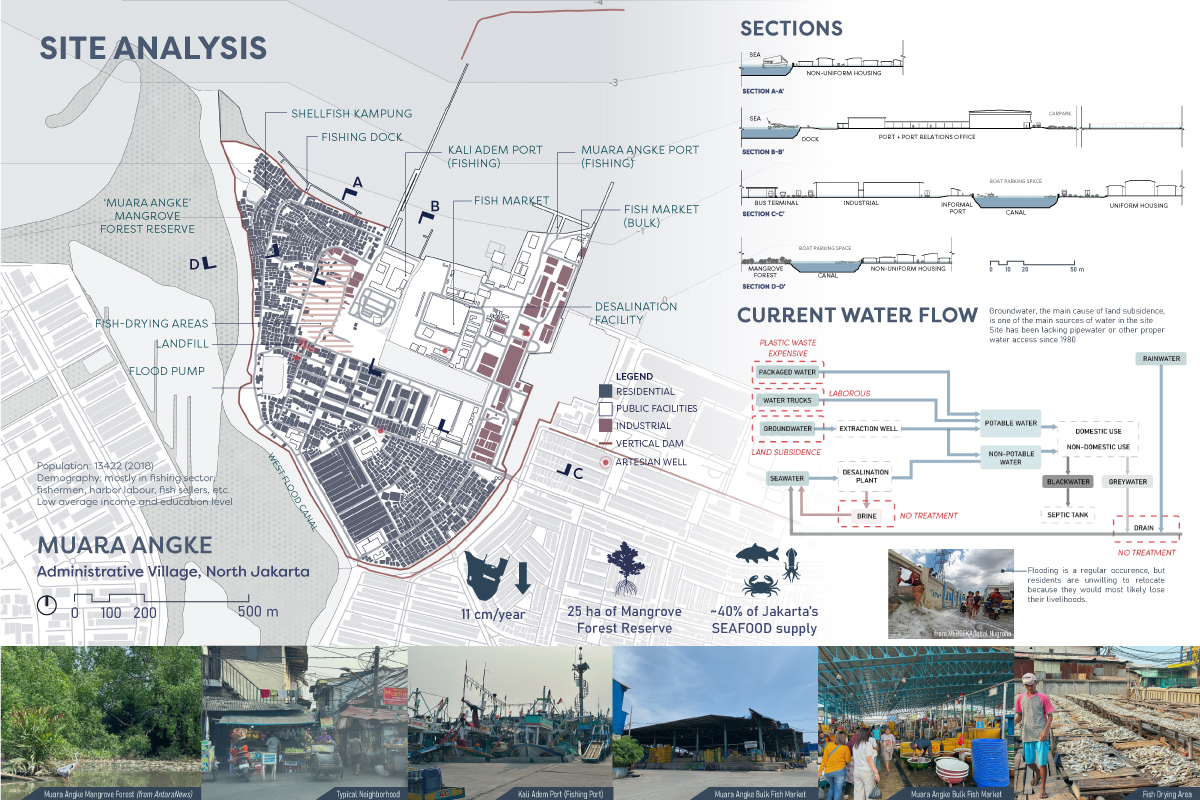 SITE ANALYSIS
-4
-3
SHELLFISH KAMPUNG
FISHING DOCK
KALI ADEM PORT
(FISHING)
MUARA ANGKE PORT
(FISHING)
A
B
FISH MARKET
FISH MARKET
(BULK)
-1
'MUARA ANGKE'
MANGROVE
FOREST RESERVE
D
0
DESALINATION
FACILITY
FISH-DRYING AREAS
LANDFILL
FLOOD PUMP
LEGEND
RESIDENTIAL
PUBLIC FACILITIES
INDUSTRIAL
VERTICAL DAM
ARTESIAN WELL
C
WEST FLOOD CANAL
Population: 13422 (2018)
Demography: mostly in fishing sector;
fishermen, harbor labour, fish sellers, etc.
Low average income and education level
MUARA ANGKE
Administrative Village, North Jakarta
0 100 200 500 m
11 cm/year
25 ha of Mangrove
Forest Reserve
~40% of Jakarta's
SEAFOOD supply
SECTIONS
SEA
NON-UNIFORM HOUSING
SECTION A-A'
SEA
DOCK
PORT + PORT RELATIONS OFFICE
CARPARK
SECTION B-B'
BUS TERMINAL
INDUSTRIAL
INFORMAL
PORT
BOAT PARKING SPACE
CANAL
UNIFORM HOUSING
SECTION C-C'
BOAT PARKING SPACE
MANGROVE
FOREST
CANAL
NON-UNIFORM HOUSING
SECTION D-D'
0 10 20 50 m
CURRENT WATER FLOW
Groundwater, the main cause of land subsidence,
is one of the main sources of water in the site
Site has been lacking pipewater or other proper
water access since 1980
PLASTIC WASTE
EXPENSIVE
PACKAGED WATER
WATER TRUCKS
LABOROUS
GROUNDWATER
LAND SUBSIDENCE
EXTRACTION WELL
SEAWATER
DESALINATION
PLANT
BRINE
NO TREATMENT
POTABLE WATER
NON-POTABLE
WATER
DOMESTIC USE
NON-DOMESTIC USE
BLACKWATER
GREYWATER
SEPTIC TANK
RAINWATER
DRAIN
NO TREATMENT
from MERDEKA/Iqbal Nugroho
Flooding is a regular occurence, but
residents are unwilling to relocate
because they would most likely lose
their livelihoods.
Muara Angke Mangrove Forest (from AntaraNews)
Typical Neighborhood
Kali Adem Port (Fishing Port)
Muara Angke Bulk Fish Market
Muara Angke Bulk Fish Market
Fish Drying Area